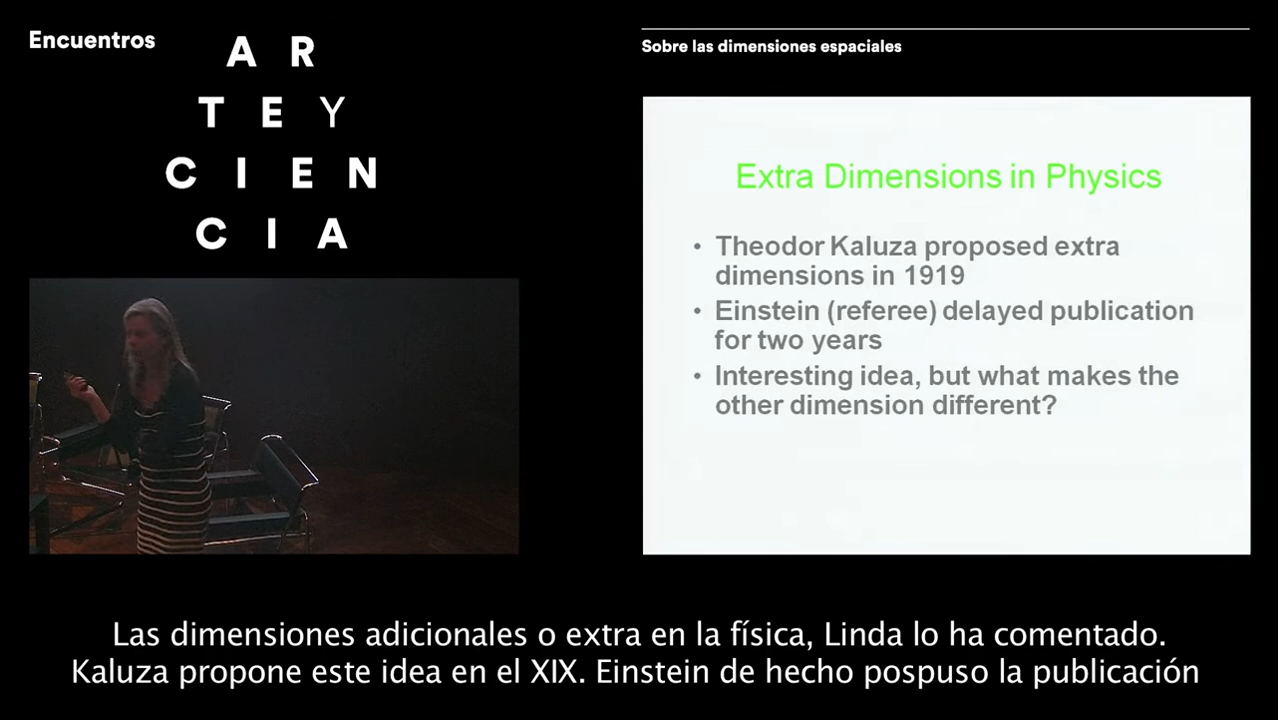 Encuentros
A R
T E Y
C I E N
C I A
Sobre las dimensiones espaciales
Extra Dimensions in Physics
• Theodor Kaluza proposed extra
dimensions in 1919
• Einstein (referee) delayed publication
for two years
• Interesting idea, but what makes the
other dimension different?
Las dimensiones adicionales o extra en la física, Linda lo ha comentado.
Kaluza propone este idea en el XIX. Einstein de hecho pospuso la publicación